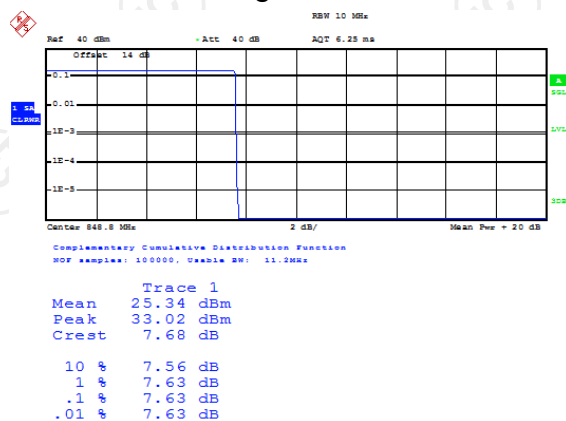 RBW 10 MHz
Ref 40 dBm Att 40 dB AQT 6.25 ms
Offset 14 dB
0.1
A
SGL
1 SA
CLRWR
0.01
1E-3
LVL
1E-4
1E-5
3DB
Center 848.8 MHz 2 dB/ Mean Pwr + 20 dB
Complementary Cumulative Distribution Function
NOF samples: 100000, Usable BW: 11.2MHz
Trace 1
Mean 25.34 dBm
Peak 33.02 dBm
Crest 7.68 dB
10 % 7.56 dB
1 % 7.63 dB
.1 % 7.63 dB
.01 % 7.63 dB